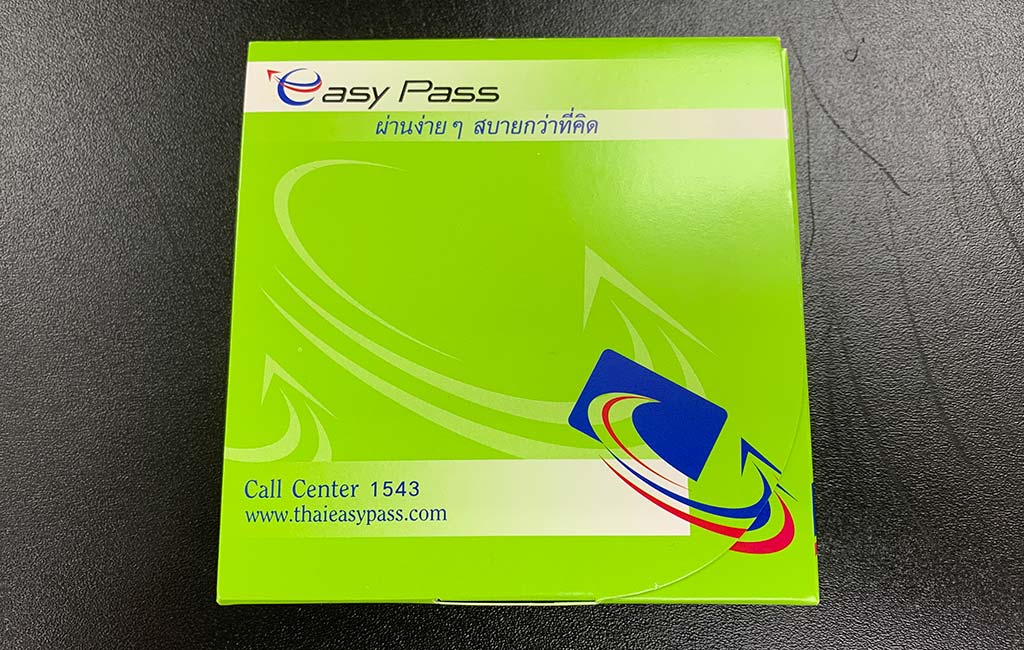 easy Pass
ผ่านง่าย ๆ สบายกว่าที่คิด
Call Center 1543
www.thaieasypass.com